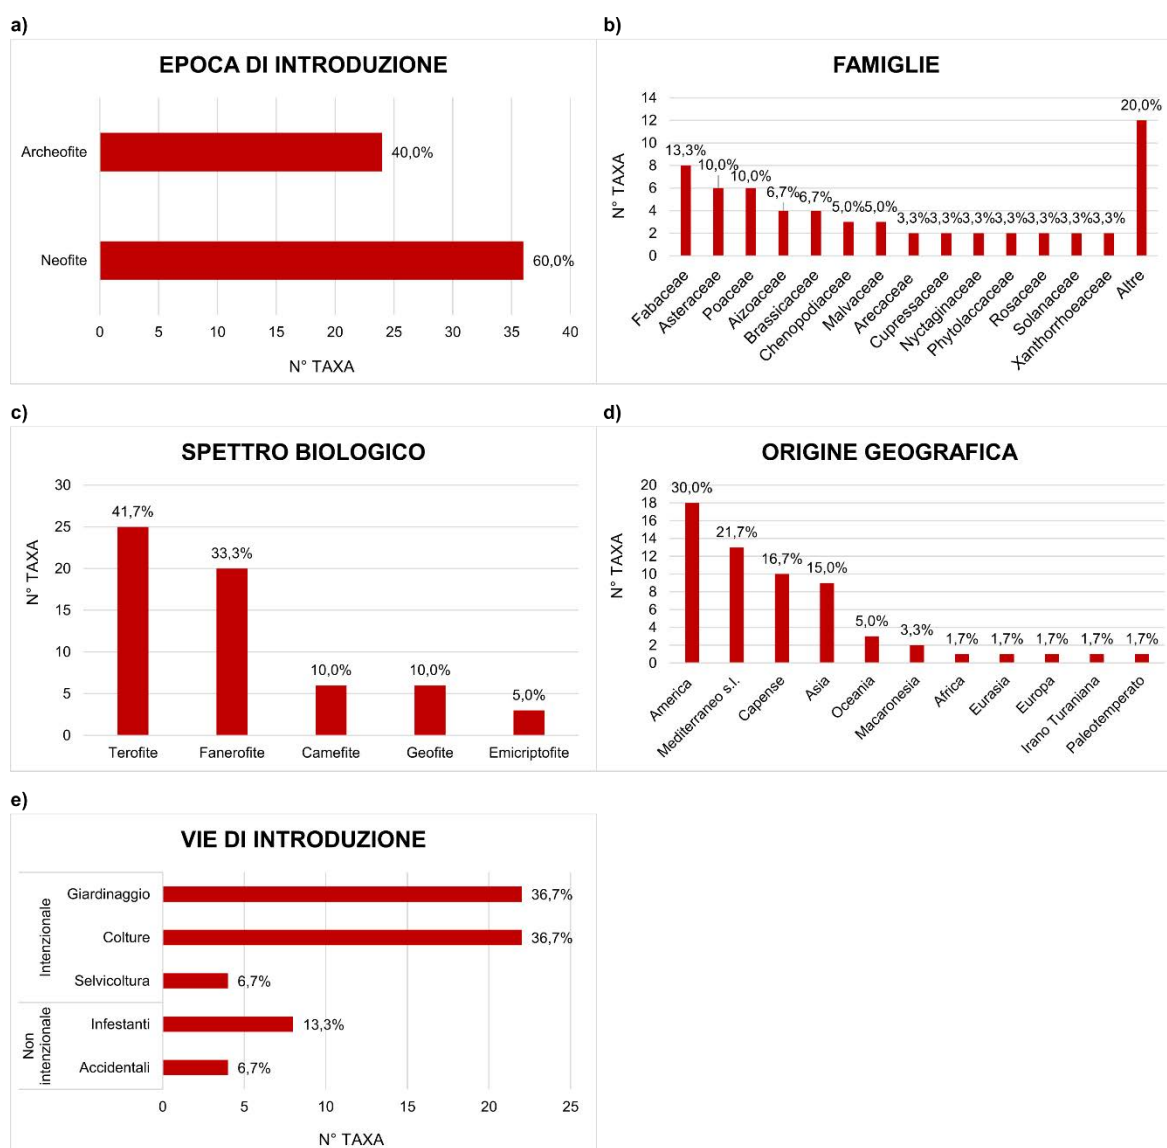 a)
EPOCA DI INTRODUZIONE
Archeofite
40,0%
Neofite
60,0%
0 5 10 15 20 25 30 35 40
N° TAXA
b)
FAMIGLIE
N° TAXA
14
12
10
8
6
4
2
0
13,3% 10,0% 10,0% 6,7% 6,7% 5,0% 5,0% 3,3% 3,3% 3,3% 3,3% 3,3% 3,3% 3,3% 20,0%
Fabaceae
Asteraceae
Poaceae
Aizoaceae
Brassicaceae
Chenopodiaceae
Malvaceae
Arecaceae
Cupressaceae
Nyctaginaceae
Phytolaccaceae
Rosaceae
Solanaceae
Xanthorrhoeaceae
Altre
c)
SPETTRO BIOLOGICO
N° TAXA
30
25
20
15
10
5
0
41,7% 33,3% 10,0% 10,0% 5,0%
Terofite Fanerofite Camefite Geofite Emicriptofite
d)
ORIGINE GEOGRAFICA
N° TAXA
20
18
16
14
12
10
8
6
4
2
0
30,0% 21,7% 16,7% 15,0% 5,0% 3,3% 1,7% 1,7% 1,7% 1,7% 1,7%
America
Mediterraneo s.l.
Capense
Asia
Oceania
Macaronesia
Africa
Eurasia
Europa
Irano Turaniana
Paleotemperato
e)
VIE DI INTRODUZIONE
Intenzionale
Giardinaggio
36,7%
Colture
36,7%
Selvicoltura
6,7%
Non
intenzionale
Infestanti
13,3%
Accidentali
6,7%
0 5 10 15 20 25
N° TAXA